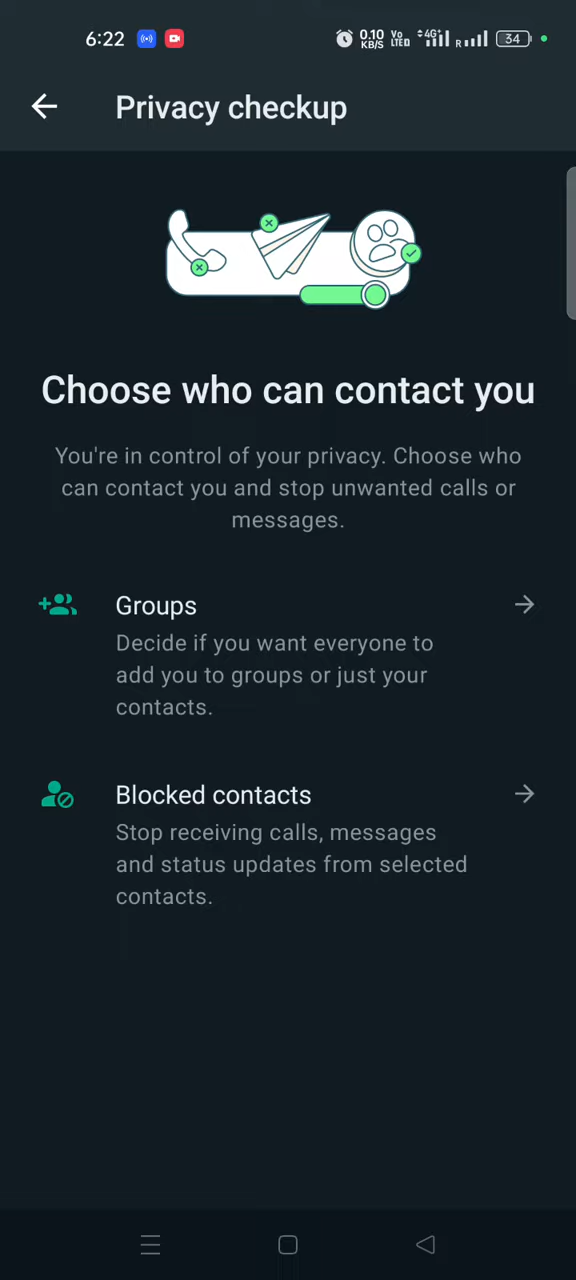 6:22 0.10 KB/S Vo LTE 4G R 34
Privacy checkup
Choose who can contact you
You're in control of your privacy. Choose who
can contact you and stop unwanted calls or
messages.
Groups
Decide if you want everyone to
add you to groups or just your
contacts.
Blocked contacts
Stop receiving calls, messages
and status updates from selected
contacts.